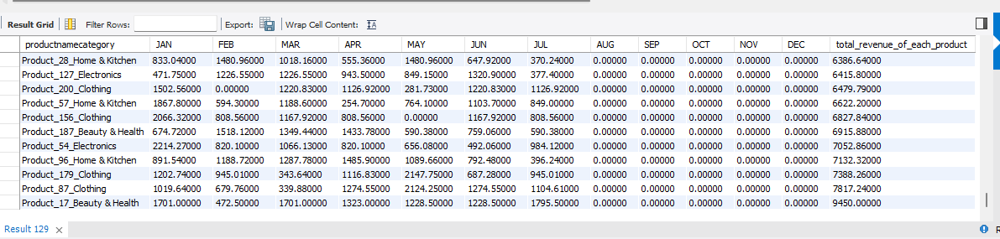 Result Grid Filter Rows: Export: Wrap Cell Content: IA
productnamecategory JAN FEB MAR APR MAY JUN JUL AUG SEP OCT NOV DEC total_revenue_of_each_product
Product_28_Home & Kitchen 833.04000 1480.96000 1018.16000 555.36000 1480.96000 647.92000 370.24000 0.00000 0.00000 0.00000 0.00000 0.00000 6386.64000
Product_127_Electronics 471.75000 1226.55000 1226.55000 943.50000 849.15000 1320.90000 377.40000 0.00000 0.00000 0.00000 0.00000 0.00000 6415.80000
Product_200_Clothing 1502.56000 0.00000 1220.83000 1126.92000 281.73000 1220.83000 1126.92000 0.00000 0.00000 0.00000 0.00000 0.00000 6479.79000
Product_57_Home & Kitchen 1867.80000 594.30000 1188.60000 254.70000 764.10000 1103.70000 849.00000 0.00000 0.00000 0.00000 0.00000 0.00000 6622.20000
Product_156_Clothing 2066.32000 808.56000 1167.92000 808.56000 0.00000 1167.92000 808.56000 0.00000 0.00000 0.00000 0.00000 0.00000 6827.84000
Product_187_Beauty & Health 674.72000 1518.12000 1349.44000 1433.78000 590.38000 759.06000 590.38000 0.00000 0.00000 0.00000 0.00000 0.00000 6915.88000
Product_54_Electronics 2214.27000 820.10000 1066.13000 820.10000 656.08000 492.06000 984.12000 0.00000 0.00000 0.00000 0.00000 0.00000 7052.86000
Product_96_Home & Kitchen 891.54000 1188.72000 1287.78000 1485.90000 1089.66000 792.48000 396.24000 0.00000 0.00000 0.00000 0.00000 0.00000 7132.32000
Product_179_Clothing 1202.74000 945.01000 343.64000 1116.83000 2147.75000 687.28000 945.01000 0.00000 0.00000 0.00000 0.00000 0.00000 7388.26000
Product_87_Clothing 1019.64000 679.76000 339.88000 1274.55000 2124.25000 1274.55000 1104.61000 0.00000 0.00000 0.00000 0.00000 0.00000 7817.24000
Product_17_Beauty & Health 1701.00000 472.50000 1701.00000 1323.00000 1228.50000 1228.50000 1795.50000 0.00000 0.00000 0.00000 0.00000 0.00000 9450.00000
Result 129 R